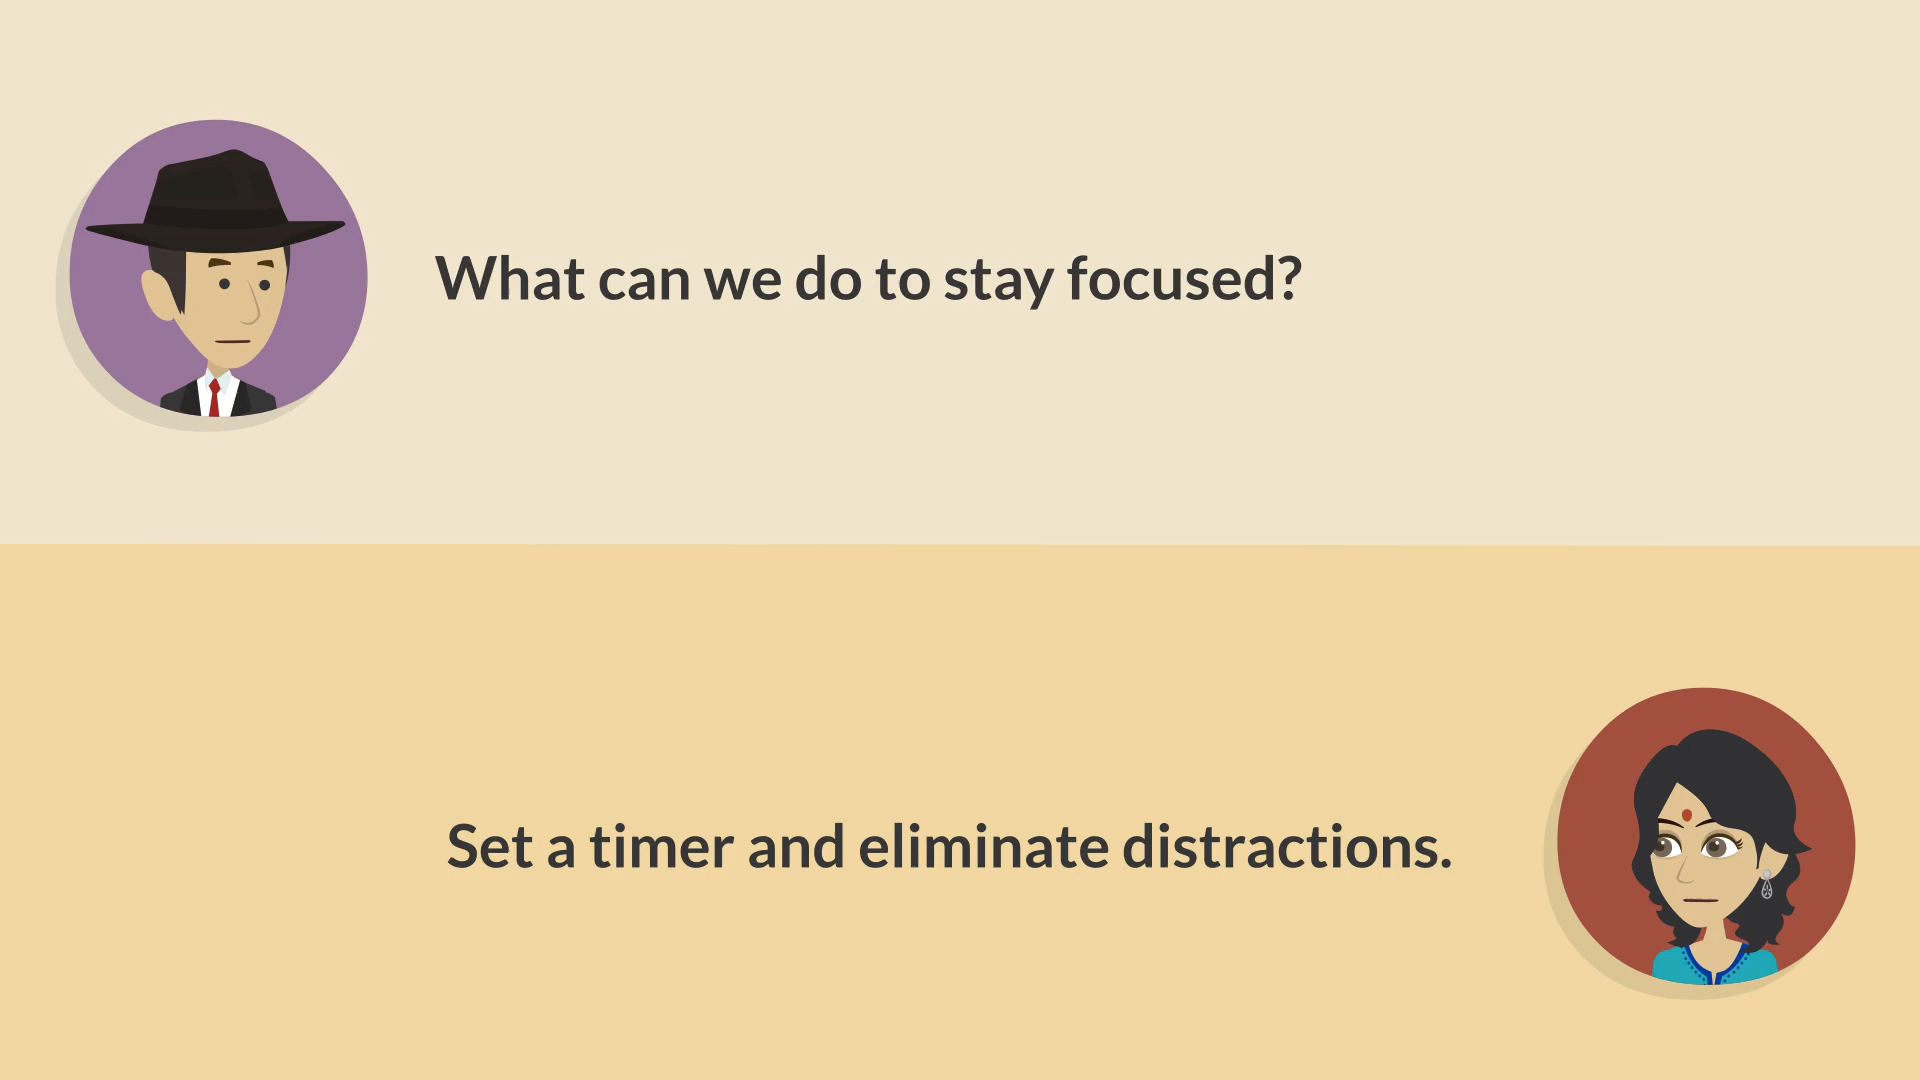 What can we do to stay focused?
Set a timer and eliminate distractions.